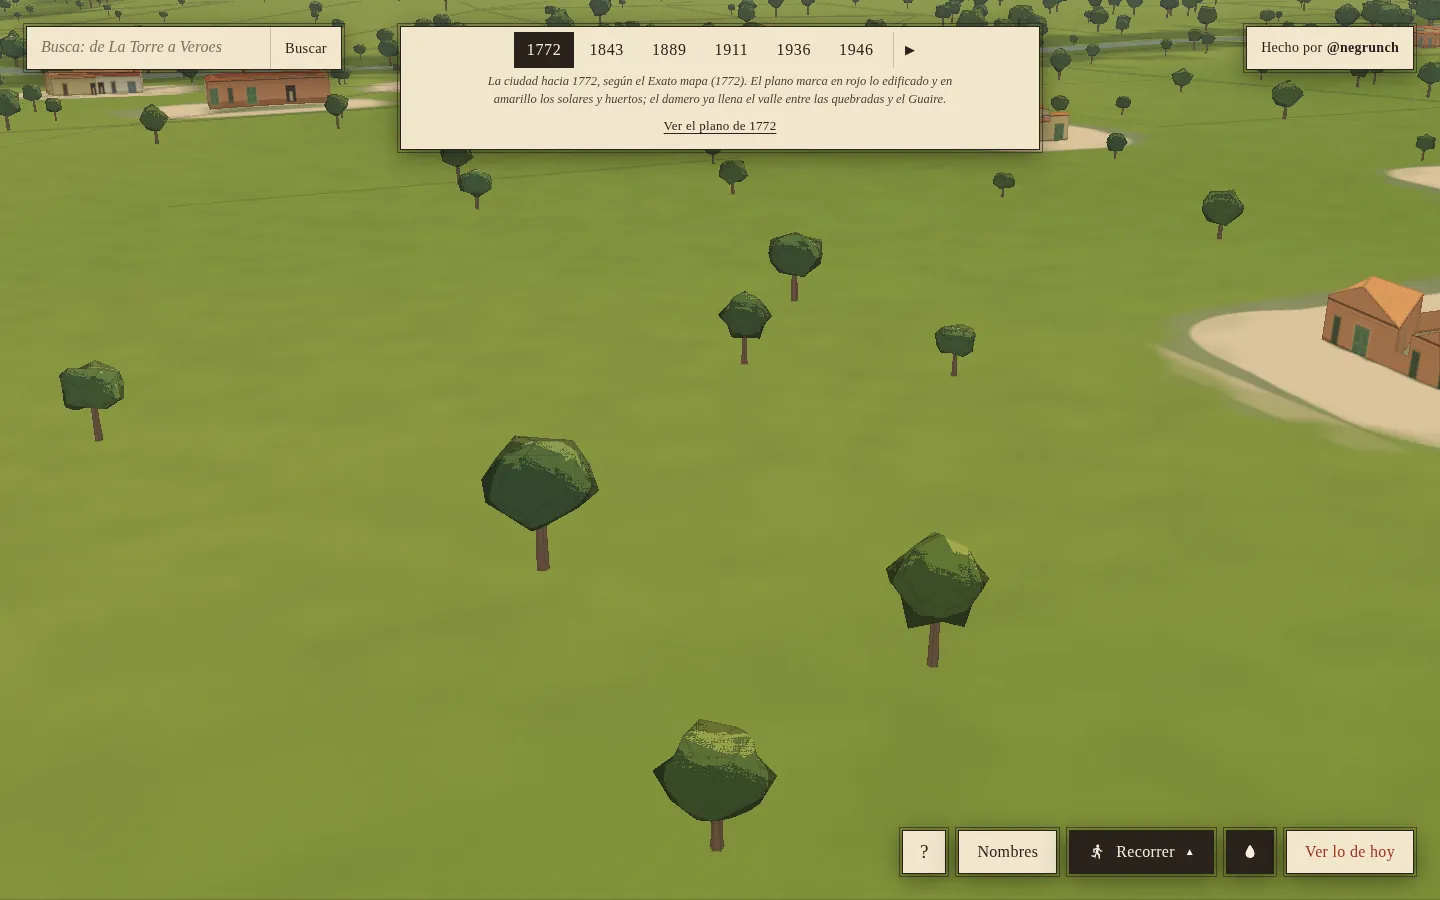 Busca: de La Torre a Veroes
Buscar
1772 1843 1889 1911 1936 1946 ▶
La ciudad hacia 1772, según el Exato mapa (1772). El plano marca en rojo lo edificado y en
amarillo los solares y huertos; el damero ya llena el valle entre las quebradas y el Guaire.
Ver el plano de 1772
Hecho por @negrunch
?
Nombres
Recorrer ▲
Ver lo de hoy